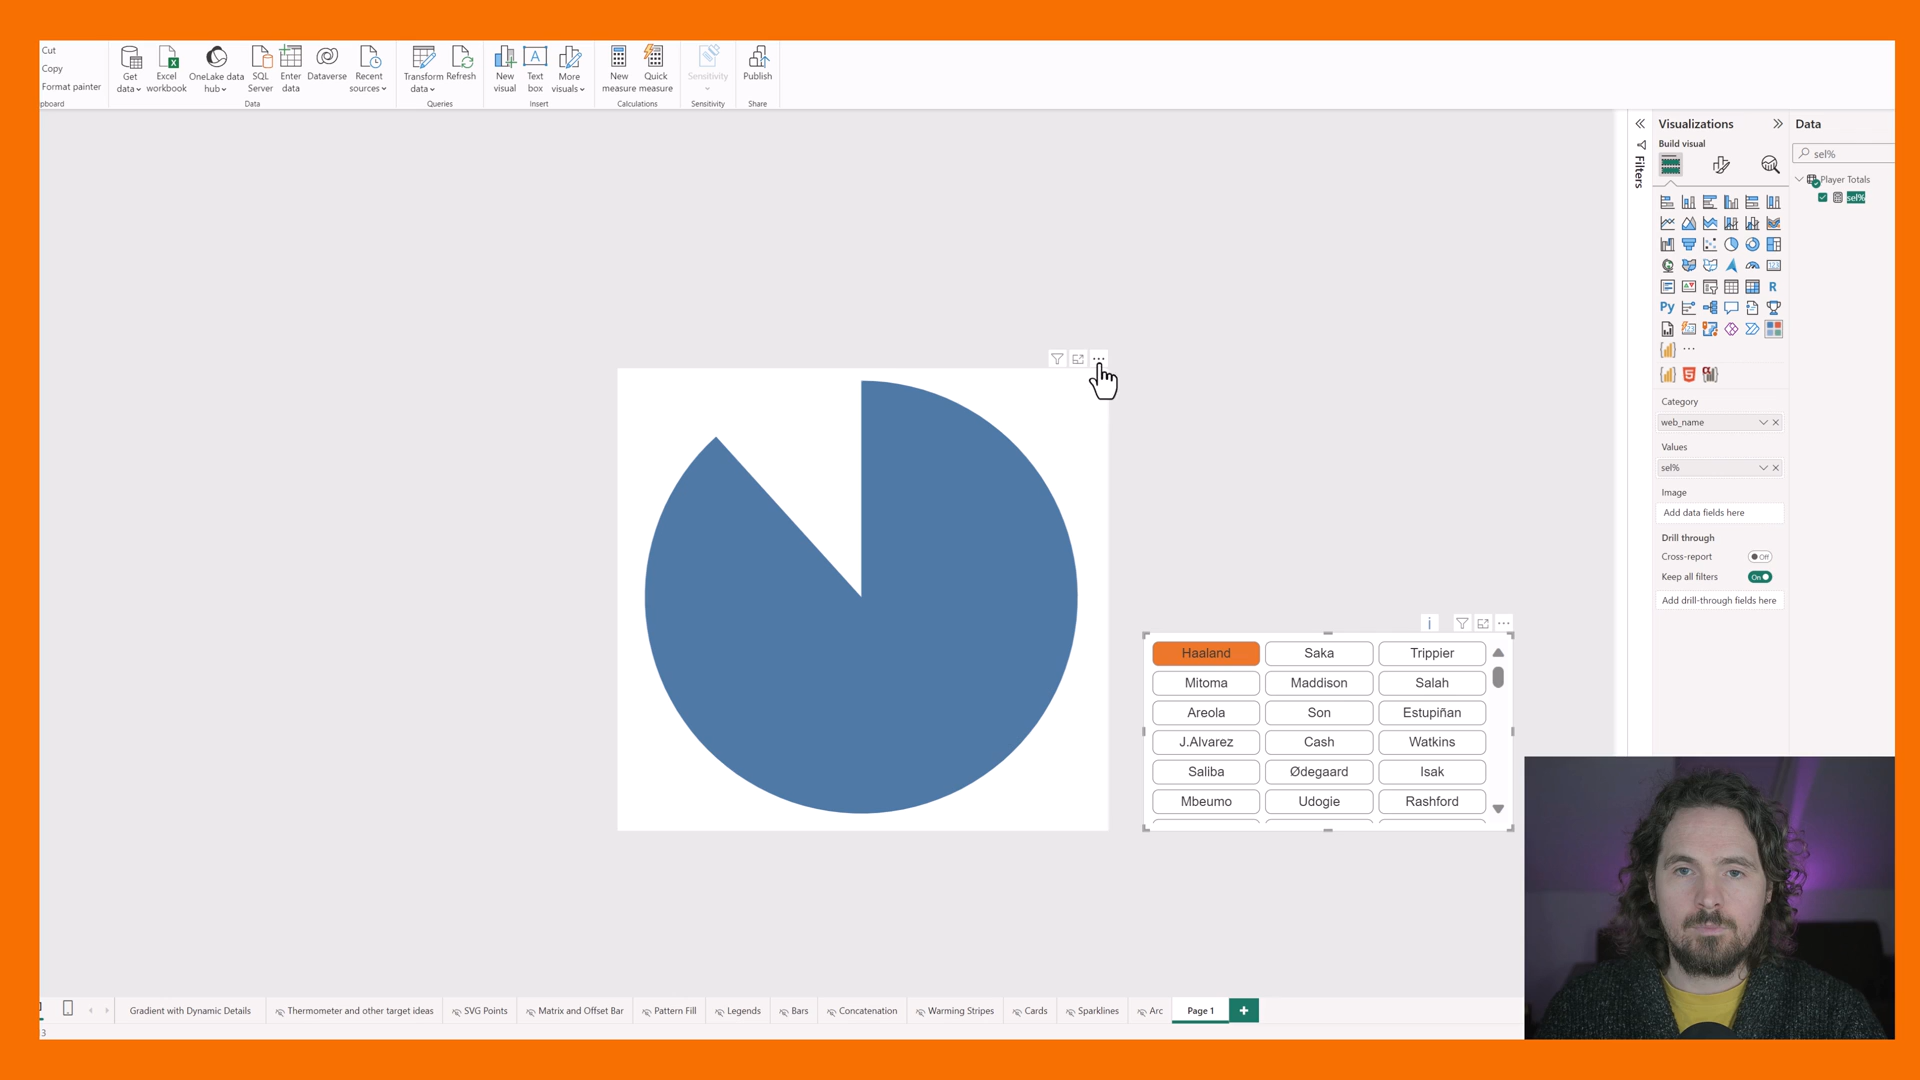 Cut
Copy
Format painter
pboard
Get data
Excel workbook
OneLake data hub
SQL Server
Enter data
Dataverse
Recent sources
Data
Transform data
Refresh
Queries
New visual
Text box
More visuals
Insert
New measure
Quick measure
Calculations
Sensitivity
Sensitivity
Publish
Share
Filters
Visualizations
Build visual
R
Py
Category
web_name
Values
sel%
Image
Add data fields here
Drill through
Cross-report
Off
Keep all filters
On
Add drill-through fields here
Data
sel%
Player Totals
sel%
Haaland Saka Trippier
Mitoma Maddison Salah
Areola Son Estupiñan
J.Alvarez Cash Watkins
Saliba Ødegaard Isak
Mbeumo Udogie Rashford
Gradient with Dynamic Details Thermometer and other target ideas SVG Points Matrix and Offset Bar Pattern Fill Legends Bars Concatenation Warming Stripes Cards Sparklines Arc Page 1
3